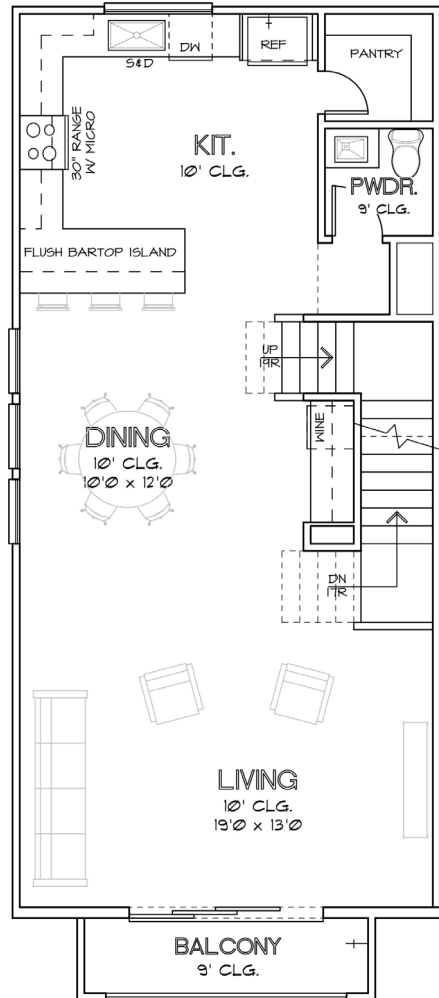 S&D
DW
REF
PANTRY
30" RANGE
W/ MICRO
KIT.
10' CLG.
PWDR.
9' CLG.
FLUSH BARTOP ISLAND
UP
19R
WINE
DINING
10' CLG.
10'0 x 12'0
DN
17R
LIVING
10' CLG.
19'0 x 13'0
BALCONY
9' CLG.